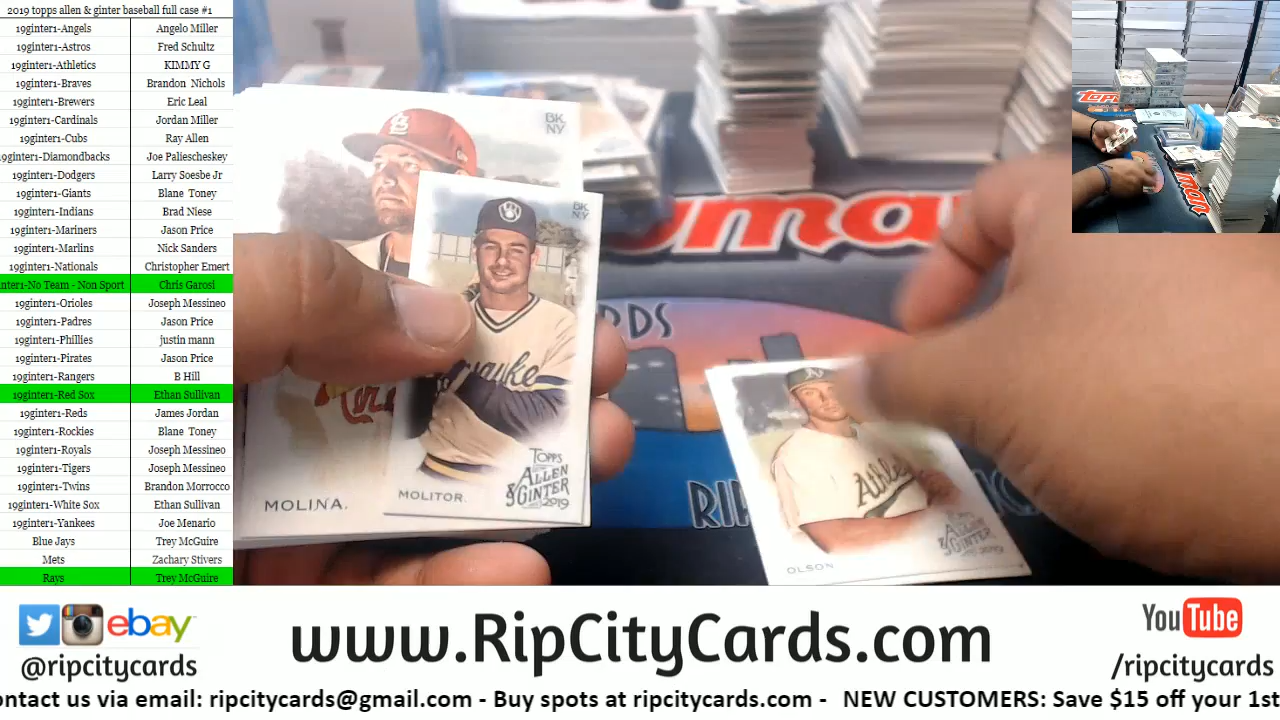 2019 topps allen & ginter baseball full case #1
19ginter1-Angels Angelo Miller
19ginter1-Astros Fred Schultz
19ginter1-Athletics KIMMY G
19ginter1-Braves Brandon Nichols
19ginter1-Brewers Eric Leal
19ginter1-Cardinals Jordan Miller
19ginter1-Cubs Ray Allen
19ginter1-Diamondbacks Joe Paliescheskey
19ginter1-Dodgers Larry Soesbe Jr
19ginter1-Giants Blane Toney
19ginter1-Indians Brad Niese
19ginter1-Mariners Jason Price
19ginter1-Marlins Nick Sanders
19ginter1-Nationals Christopher Emert
inter1-No Team - Non Sport Chris Garosi
19ginter1-Orioles Joseph Messineo
19ginter1-Padres Jason Price
19ginter1-Phillies justin mann
19ginter1-Pirates Jason Price
19ginter1-Rangers B Hill
19ginter1-Red Sox Ethan Sullivan
19ginter1-Reds James Jordan
19ginter1-Rockies Blane Toney
19ginter1-Royals Joseph Messineo
19ginter1-Tigers Joseph Messineo
19ginter1-Twins Brandon Morrocco
19ginter1-White Sox Ethan Sullivan
19ginter1-Yankees Joe Menario
Blue Jays Trey McGuire
Mets Zachary Stivers
Rays Trey McGuire
BK
NY
MOLINA.
BK
NY
Milwaukee
MOLITOR.
TOPPS
ALLEN
& GINTER
2019
OLSON
ALLEN
& GINTER
2019
RDS
RIP
topps
ebay
@ripcitycards
www.RipCityCards.com
YouTube
/ripcitycards
ontact us via email: ripcitycards@gmail.com - Buy spots at ripcitycards.com - NEW CUSTOMERS: Save $15 off your 1st